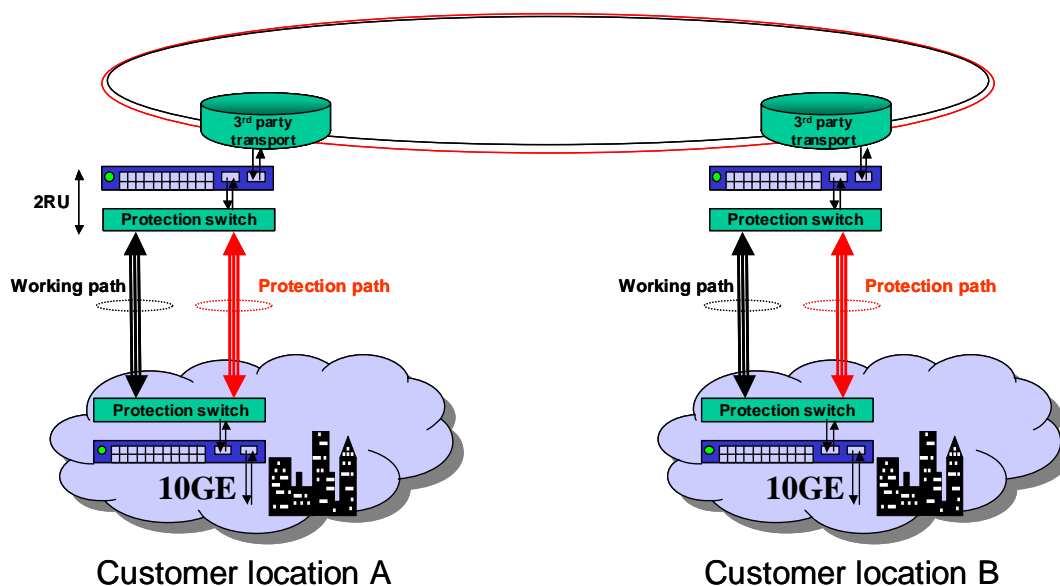 3rd party
transport
3rd party
transport
2RU
Protection switch
Protection switch
Working path
Protection path
Working path
Protection path
Protection switch
Protection switch
10GE
10GE
Customer location A
Customer location B